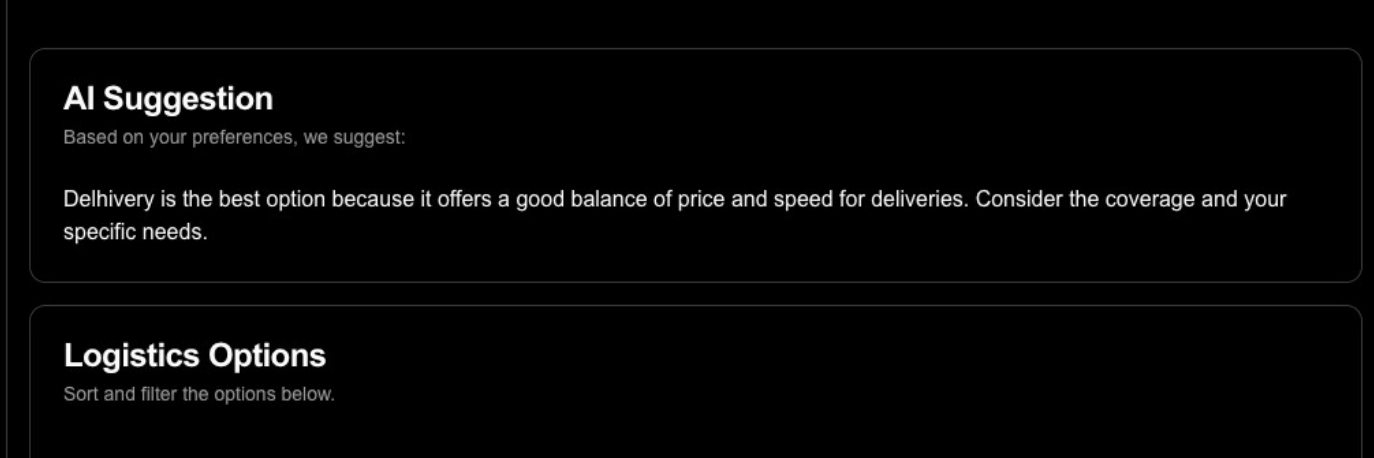 AI Suggestion
Based on your preferences, we suggest:
Delhivery is the best option because it offers a good balance of price and speed for deliveries. Consider the coverage and your
specific needs.
Logistics Options
Sort and filter the options below.